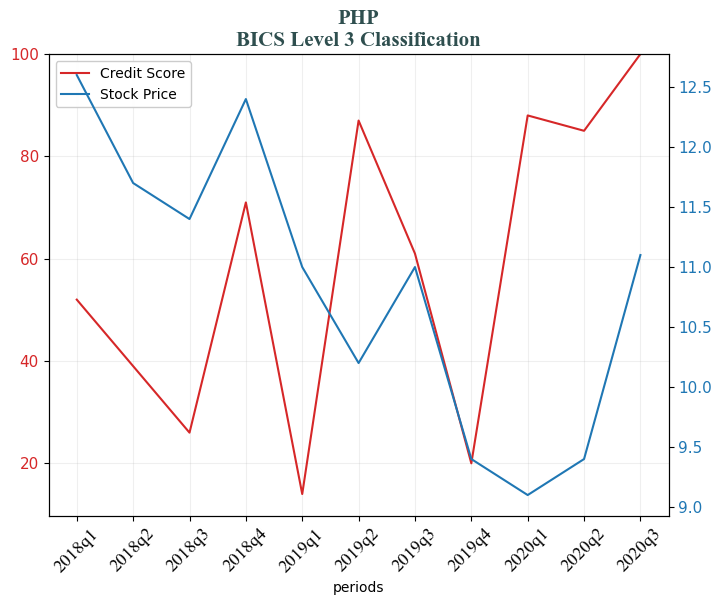 PHP
BICS Level 3 Classification
Credit Score
Stock Price
100
80
60
40
20
12.5
12.0
11.5
11.0
10.5
10.0
9.5
9.0
2018q1
2018q2
2018q3
2018q4
2019q1
2019q2
2019q3
2019q4
2020q1
2020q2
2020q3
periods